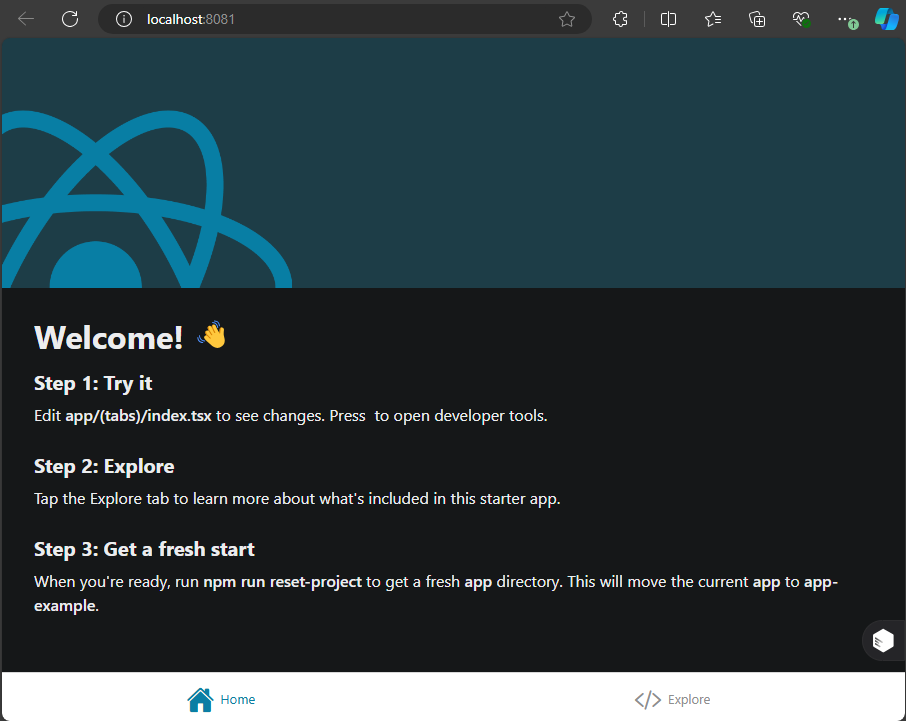 localhost:8081
Welcome! 👋
Step 1: Try it
Edit app/(tabs)/index.tsx to see changes. Press  to open developer tools.
Step 2: Explore
Tap the Explore tab to learn more about what's included in this starter app.
Step 3: Get a fresh start
When you're ready, run npm run reset-project to get a fresh app directory. This will move the current app to app-
example.
Home
</> Explore